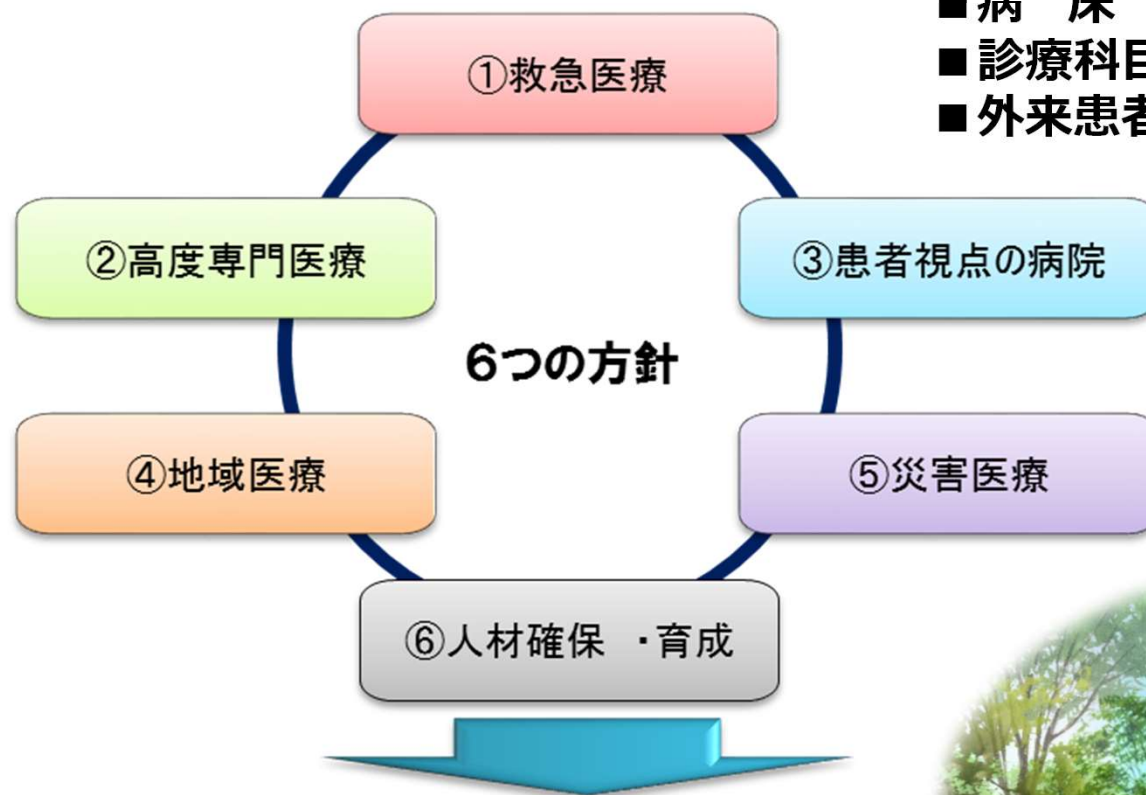 ■病　床
■診療科目
■外来患者
①救急医療
②高度専門医療
③患者視点の病院
6つの方針
④地域医療
⑤災害医療
⑥人材確保 ・育成